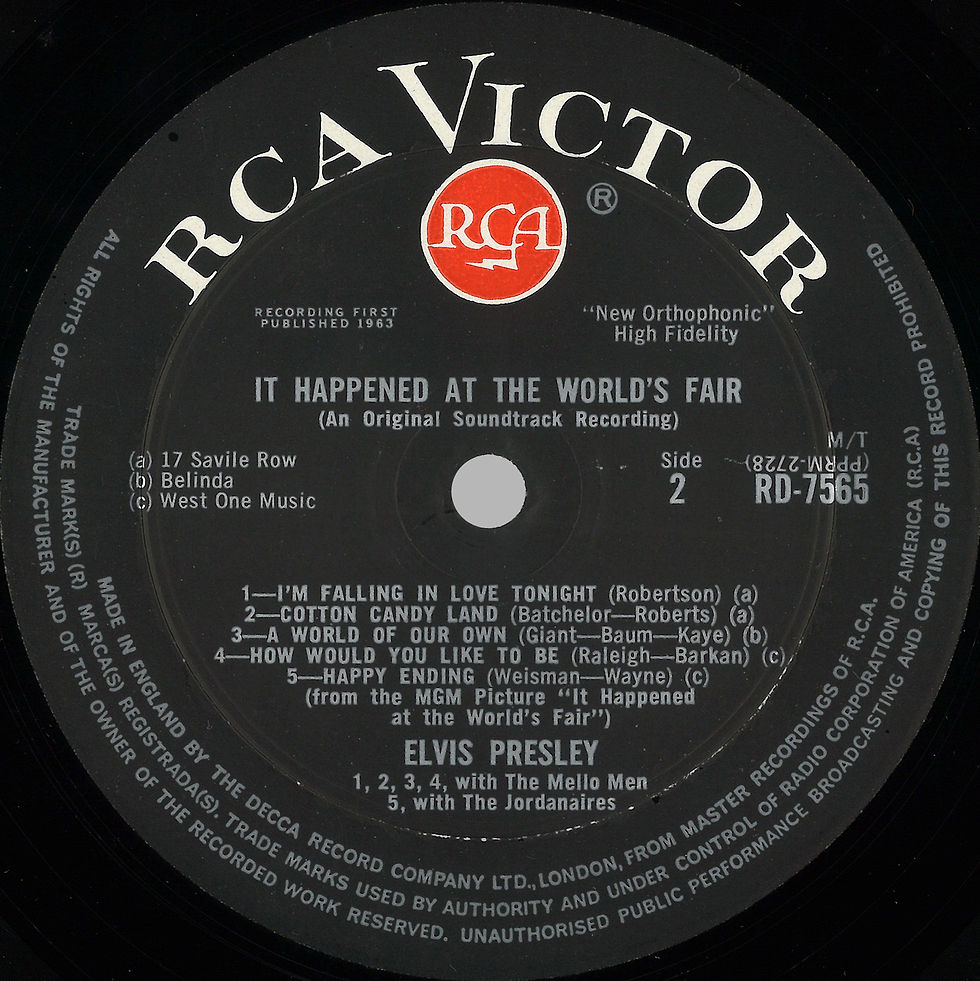 RCA VICTOR
RCA
®
RECORDING FIRST
PUBLISHED 1963
"New Orthophonic"
High Fidelity
IT HAPPENED AT THE WORLD'S FAIR
(An Original Soundtrack Recording)
(a) 17 Savile Row
(b) Belinda
(c) West One Music
Side
2
M/T
(PPRM-2728)
RD-7565
1—I'M FALLING IN LOVE TONIGHT (Robertson) (a)
2—COTTON CANDY LAND (Batchelor—Roberts) (a)
3—A WORLD OF OUR OWN (Giant—Baum—Kaye) (b)
4—HOW WOULD YOU LIKE TO BE (Raleigh—Barkan) (c)
5—HAPPY ENDING (Weisman—Wayne) (c)
(from the MGM Picture "It Happened
at the World's Fair")
ELVIS PRESLEY
1, 2, 3, 4, with The Mello Men
5, with The Jordanaires
MADE IN ENGLAND BY THE DECCA RECORD COMPANY LTD., LONDON, FROM MASTER RECORDINGS OF R.C.A.
TRADE MARK(S) (R) MARCA(S) REGISTRADA(S). TRADE MARKS USED BY AUTHORITY AND UNDER CONTROL OF RADIO CORPORATION OF AMERICA (R.C.A)
ALL RIGHTS OF THE MANUFACTURER AND OF THE OWNER OF THE RECORDED WORK RESERVED. UNAUTHORISED PUBLIC PERFORMANCE BROADCASTING AND COPYING OF THIS RECORD PROHIBITED